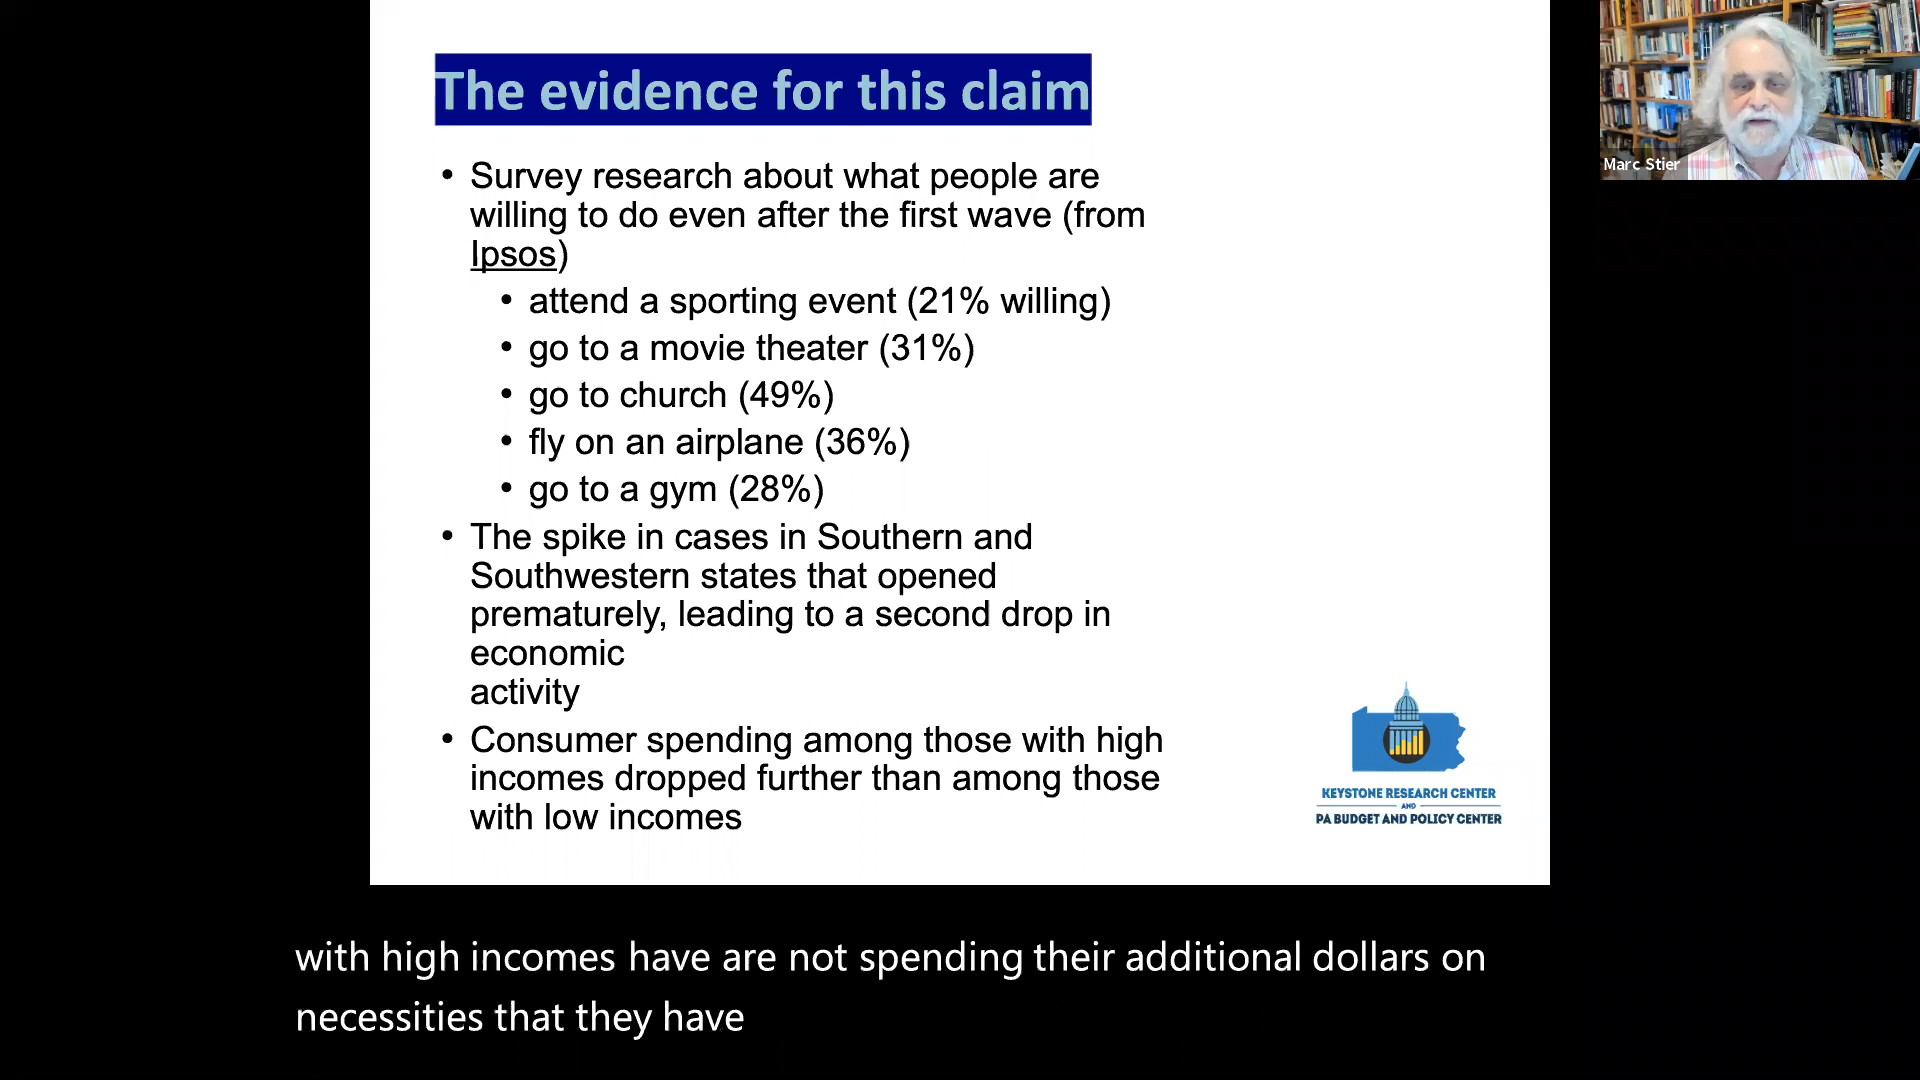 The evidence for this claim
Marc Stier
• Survey research about what people are
willing to do even after the first wave (from
Ipsos)
• attend a sporting event (21% willing)
• go to a movie theater (31%)
• go to church (49%)
• fly on an airplane (36%)
• go to a gym (28%)
• The spike in cases in Southern and
Southwestern states that opened
prematurely, leading to a second drop in
economic
activity
• Consumer spending among those with high
incomes dropped further than among those
with low incomes
KEYSTONE RESEARCH CENTER
AND
PA BUDGET AND POLICY CENTER
with high incomes have are not spending their additional dollars on
necessities that they have